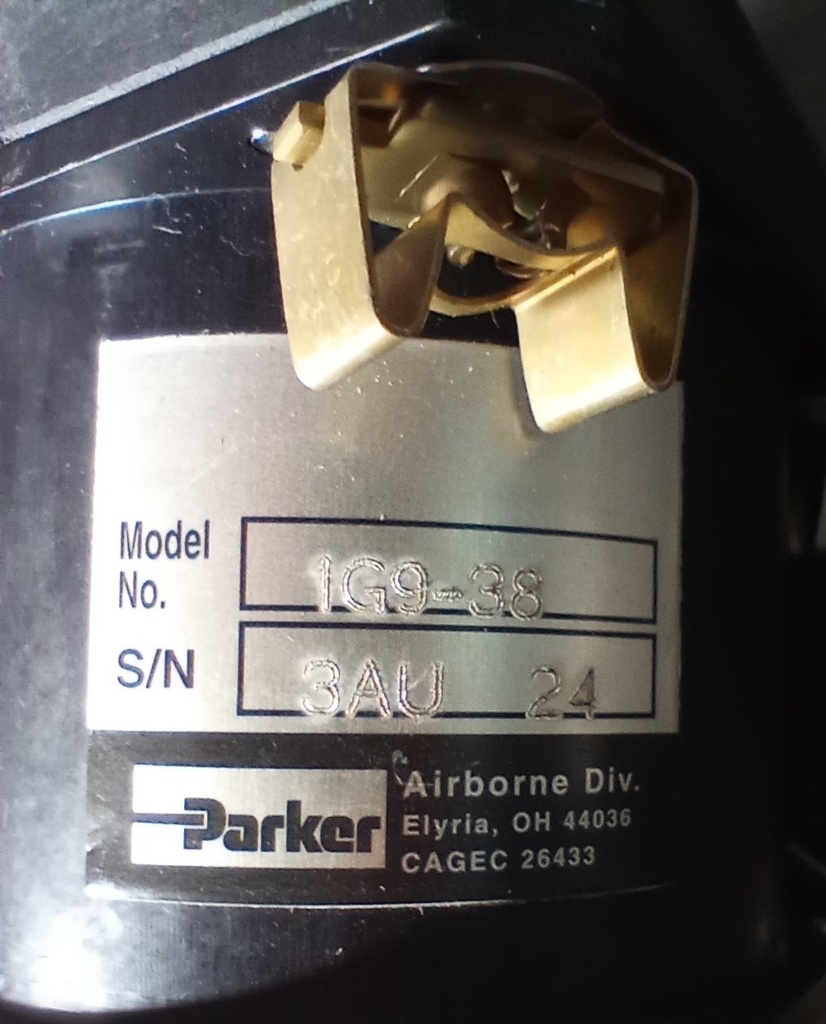 Model No. 1G9-38
S/N 3AU 24
Parker
Airborne Div.
Elyria, OH 44036
CAGEC 26433